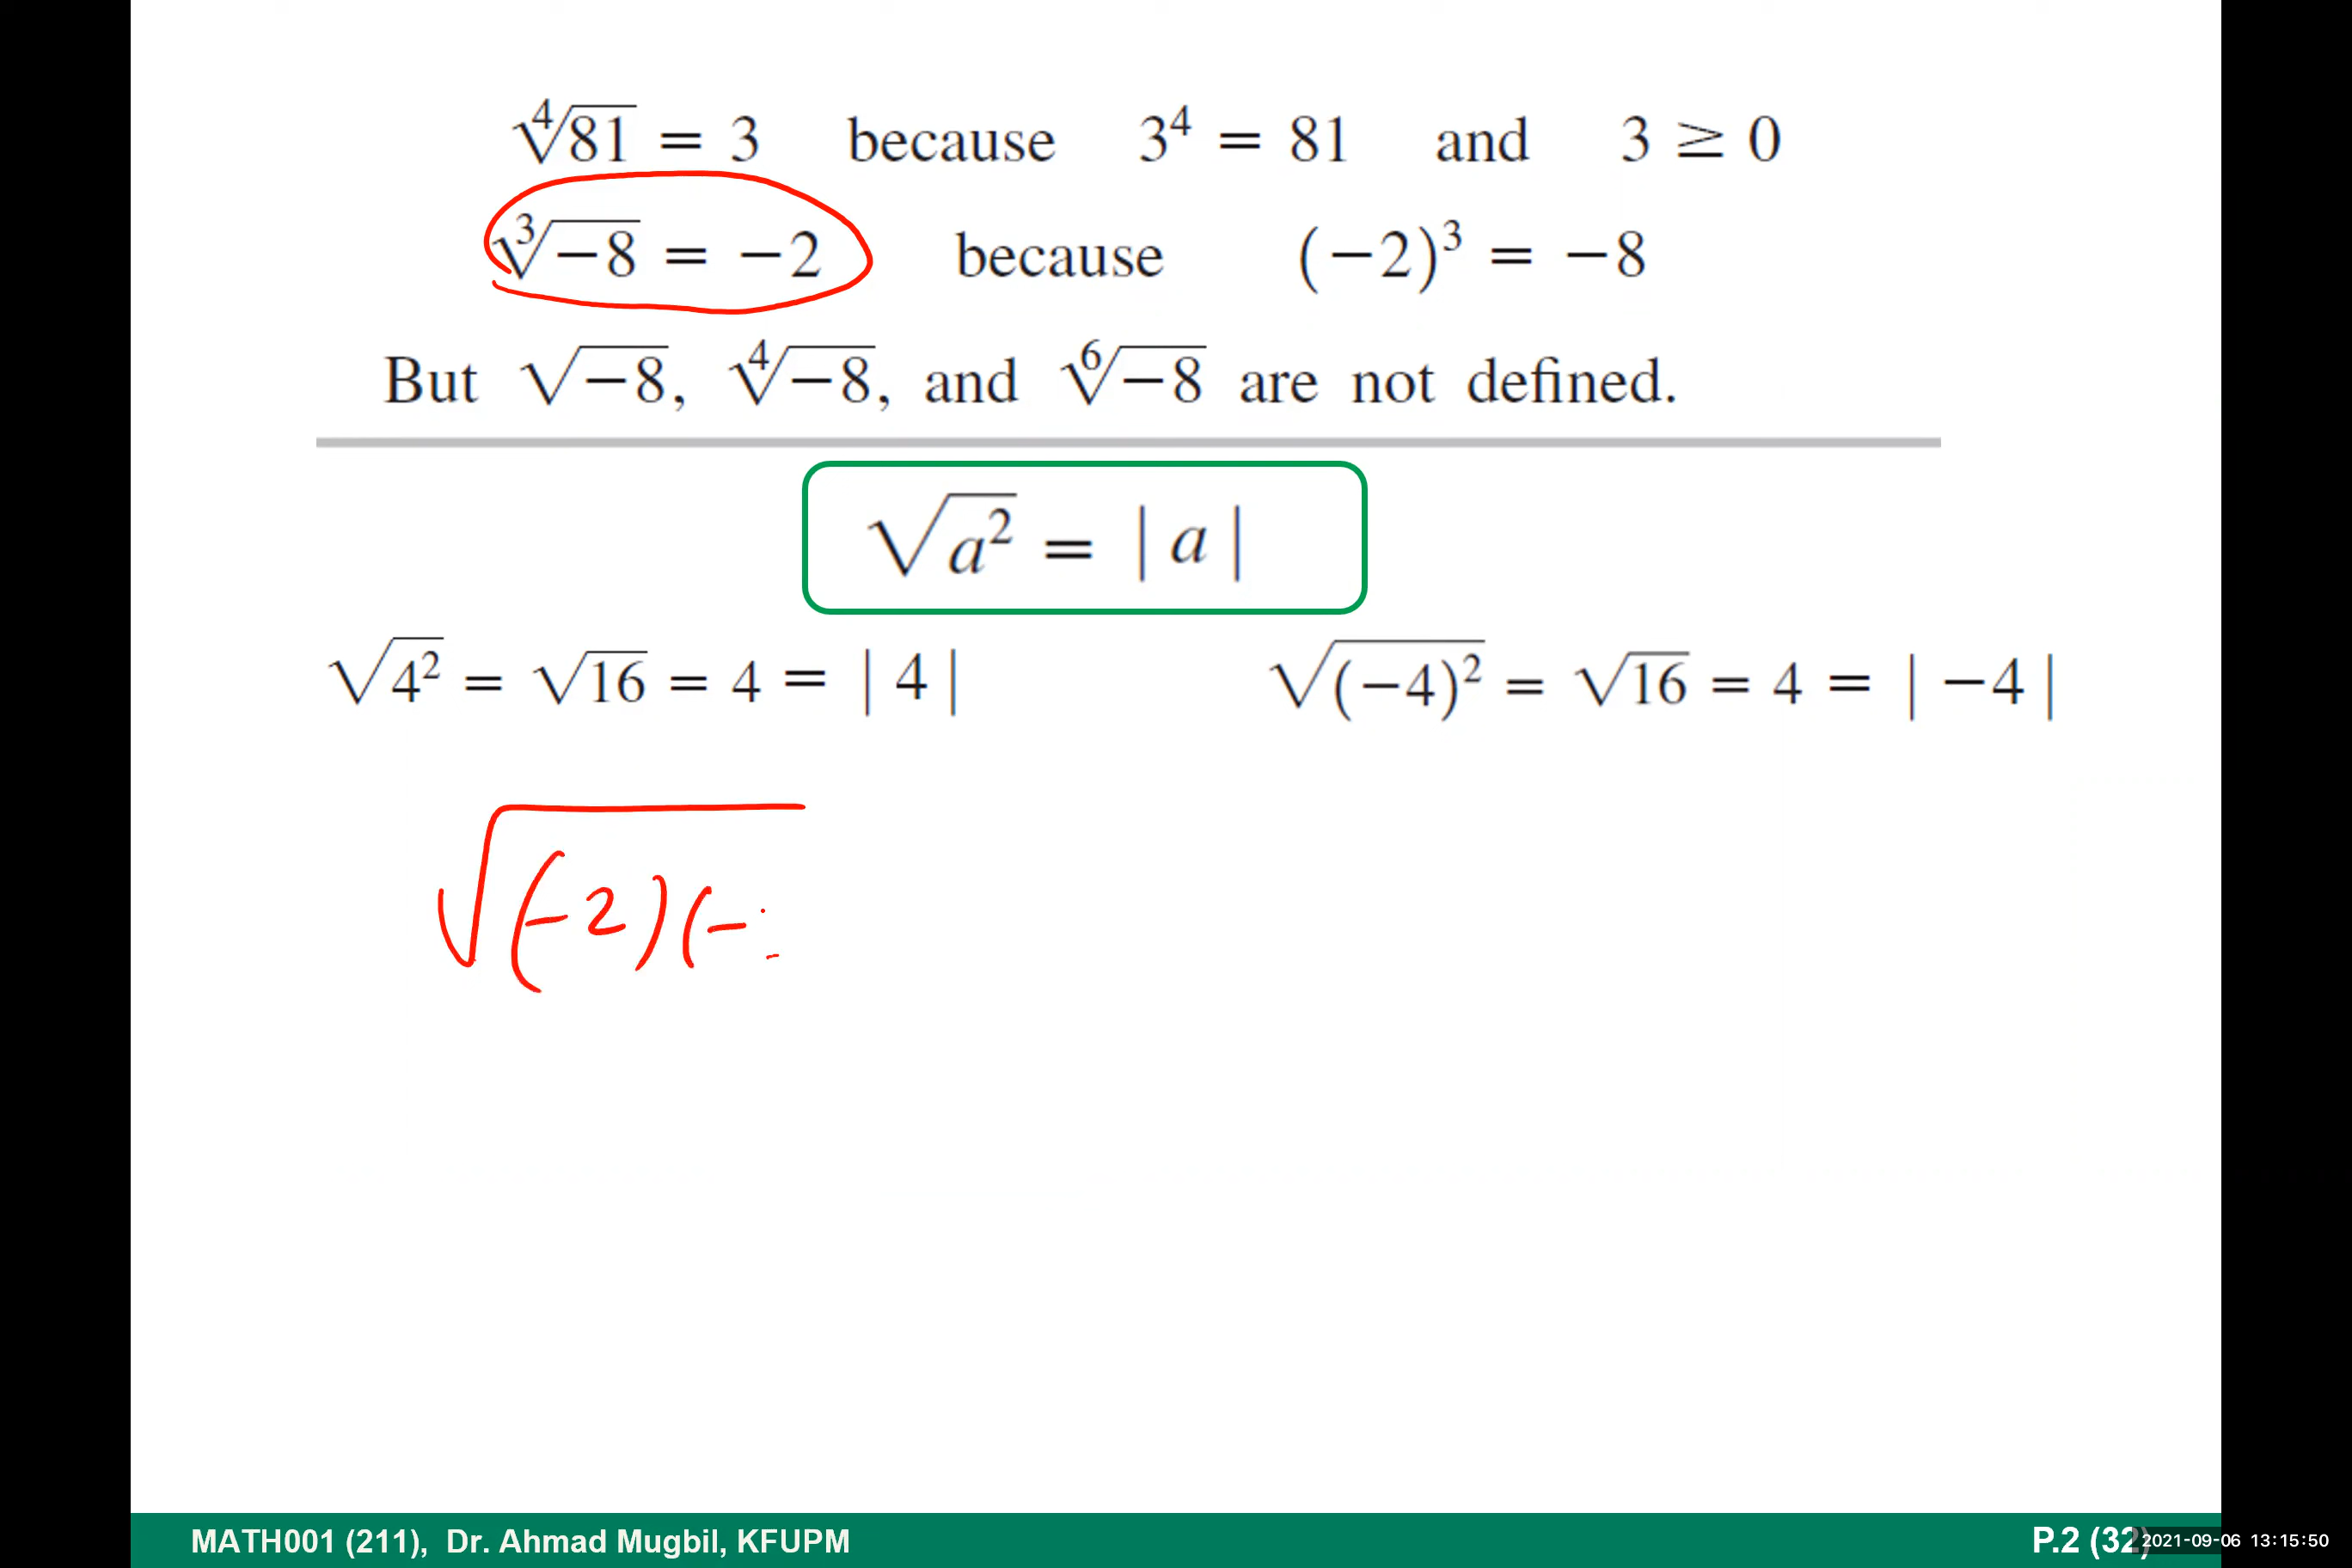 ∜81 = 3 because 3⁴ = 81 and 3 ≥ 0
∛−8 = −2 because (−2)³ = −8
But √−8, ∜−8, and ⁶√−8 are not defined.
√a² = | a |
√4² = √16 = 4 = | 4 |
√(−4)² = √16 = 4 = | −4 |
√(-2)(-
MATH001 (211), Dr. Ahmad Mugbil, KFUPM
P.2 (32)
2021-09-06 13:15:50